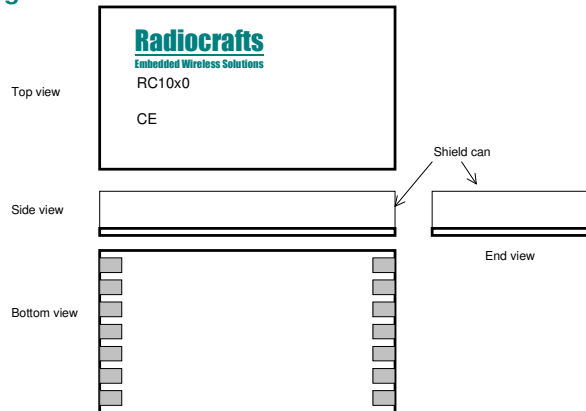 g
Radiocrafts
Embedded Wireless Solutions
RC10x0
CE
Top view
Shield can
Side view
End view
Bottom view